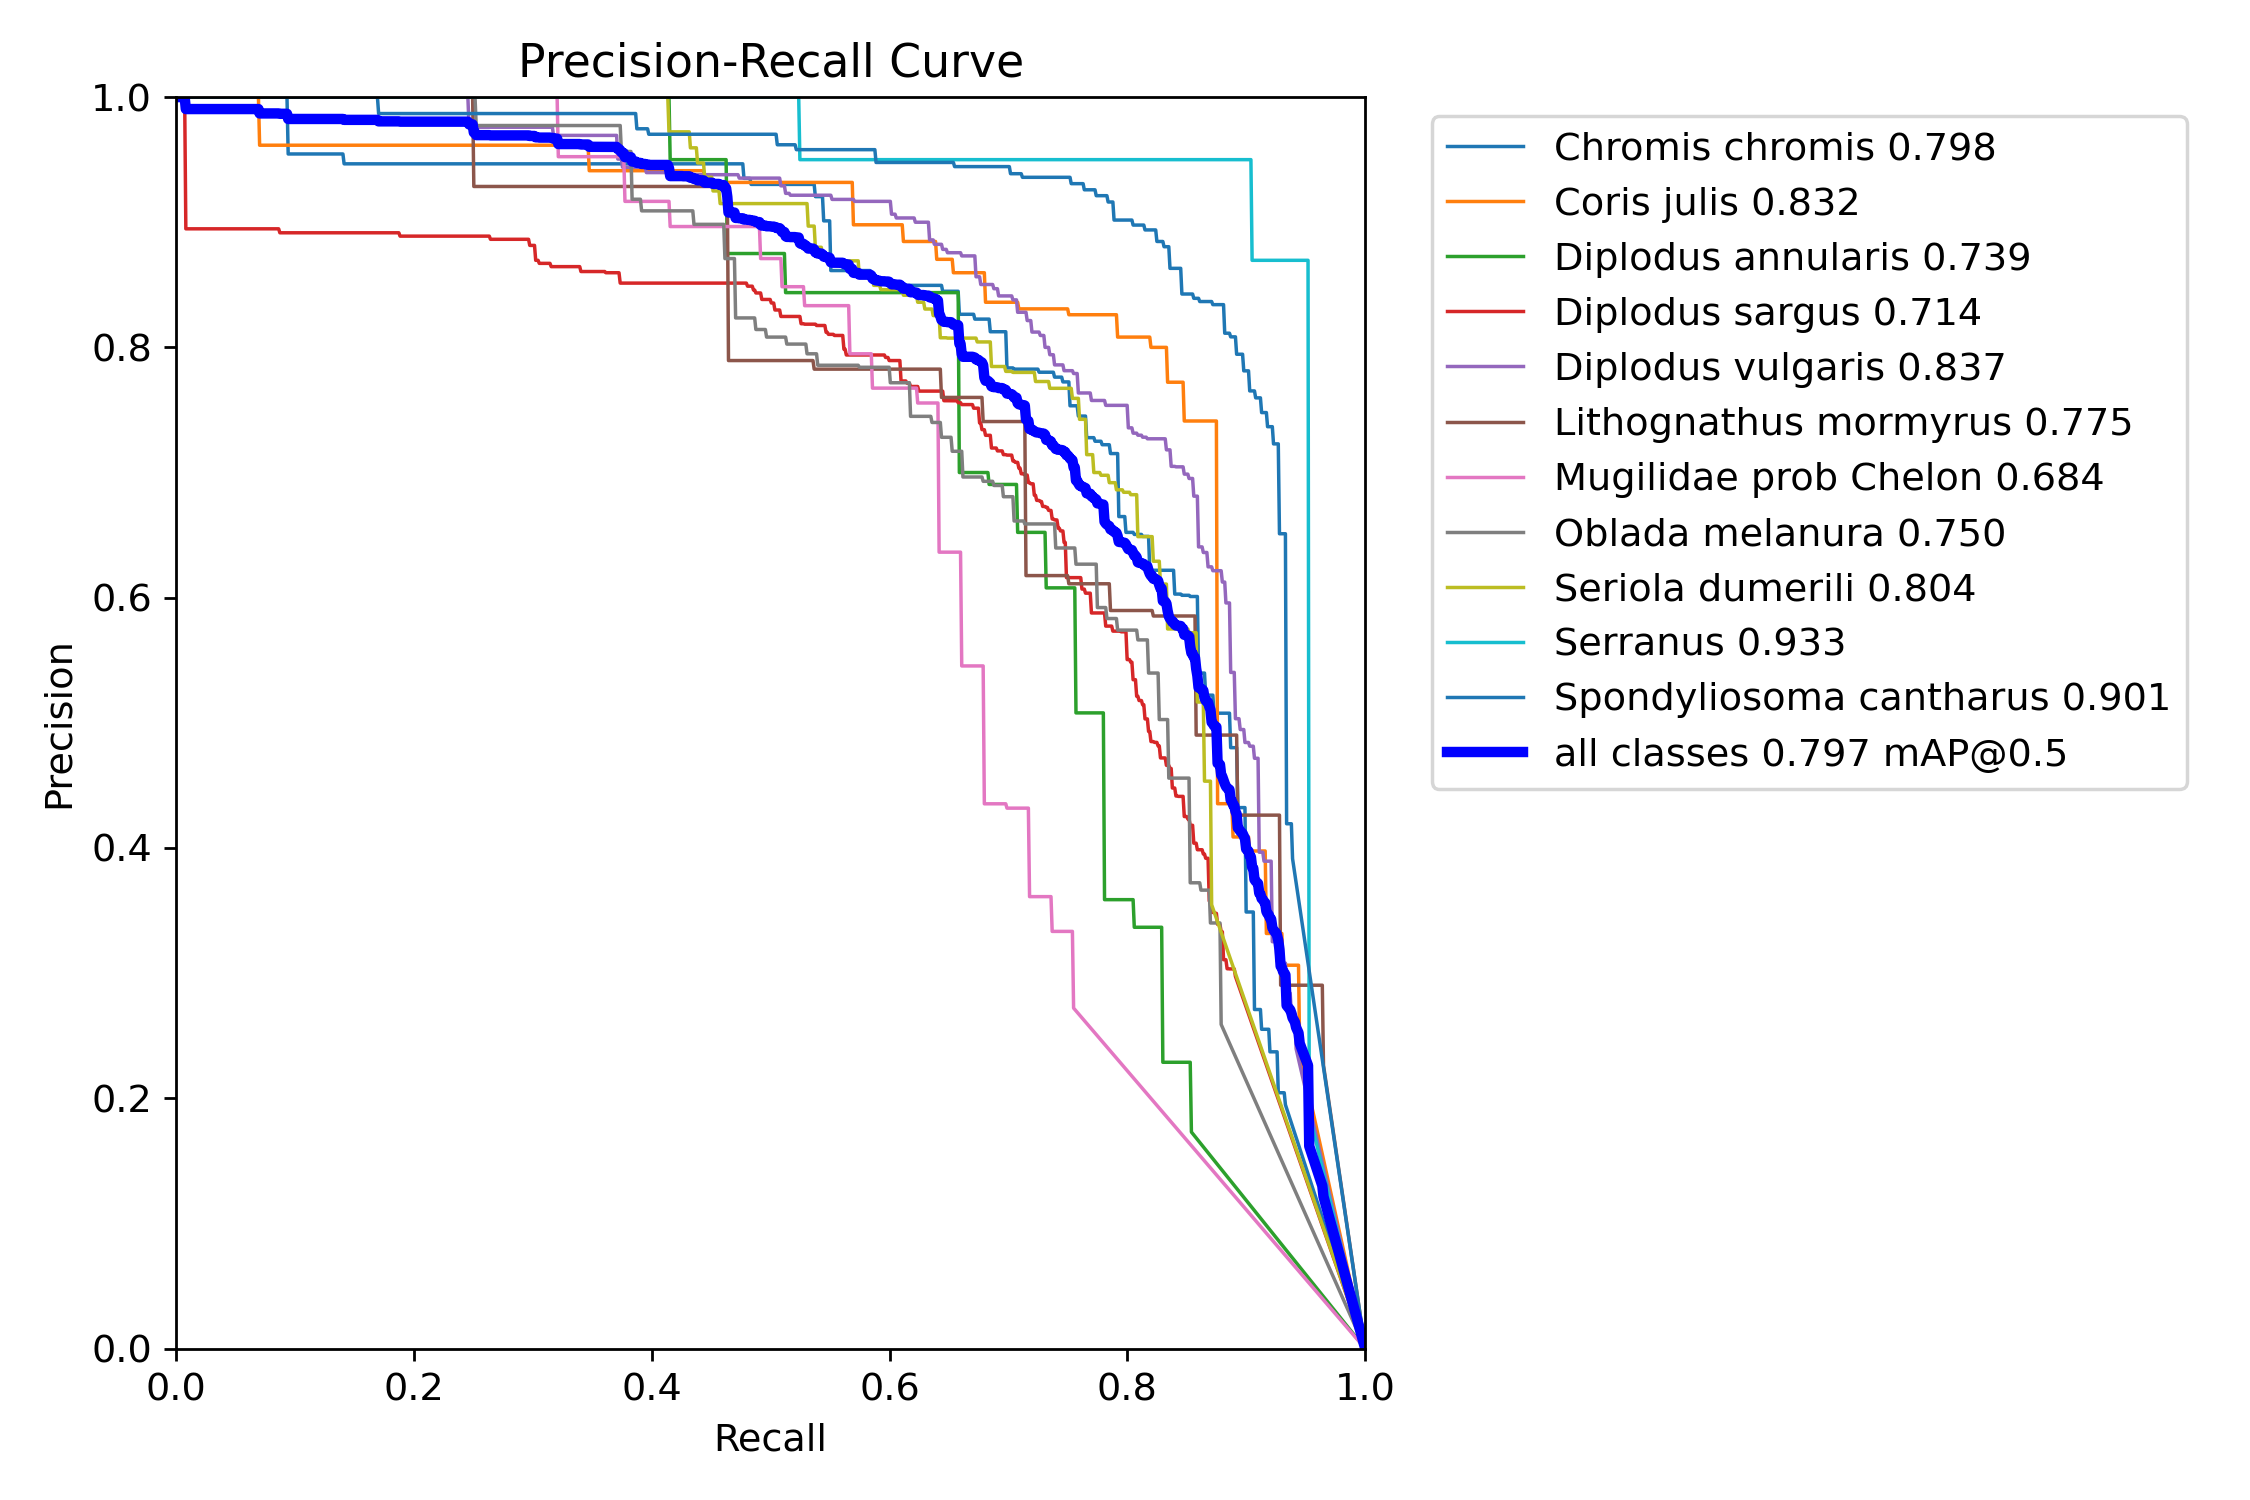 Precision-Recall Curve
1.0
0.8
0.6
0.4
0.2
0.0
Precision
0.0 0.2 0.4 0.6 0.8 1.0
Recall
Chromis chromis 0.798
Coris julis 0.832
Diplodus annularis 0.739
Diplodus sargus 0.714
Diplodus vulgaris 0.837
Lithognathus mormyrus 0.775
Mugilidae prob Chelon 0.684
Oblada melanura 0.750
Seriola dumerili 0.804
Serranus 0.933
Spondyliosoma cantharus 0.901
all classes 0.797 mAP@0.5